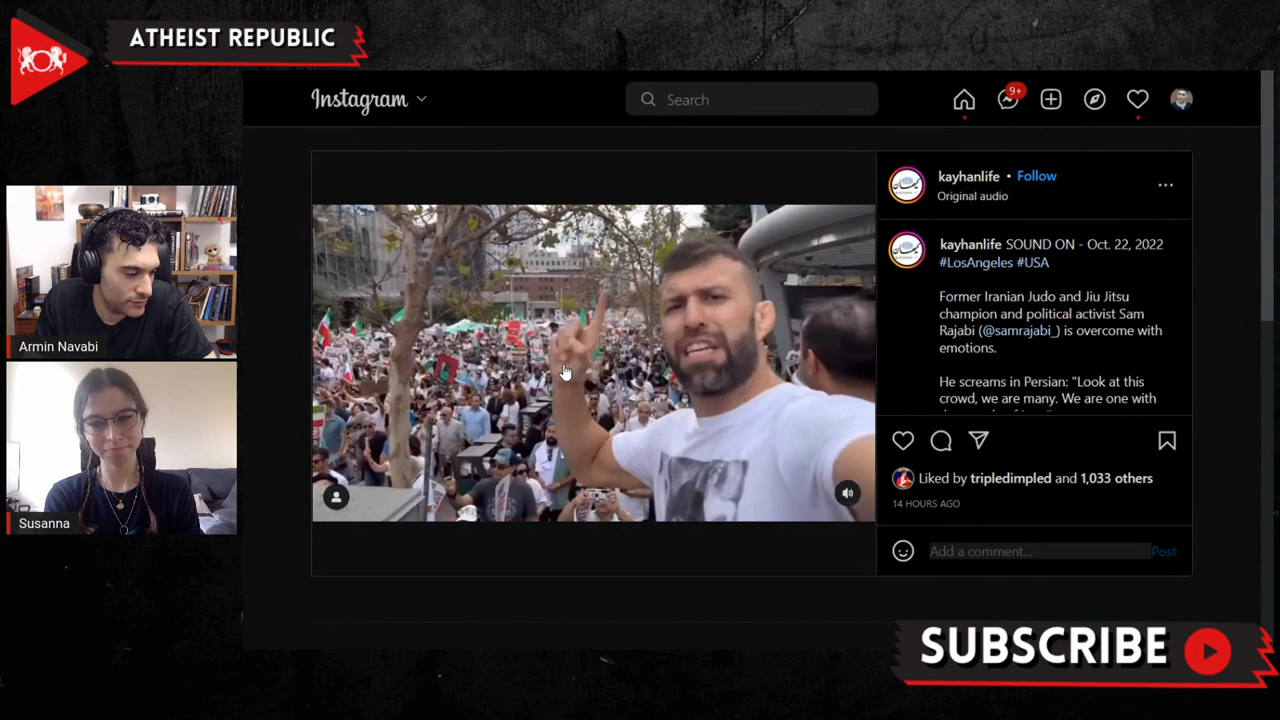 ATHEIST REPUBLIC
Instagram
Search
9+
kayhanlife • Follow
Original audio
kayhanlife SOUND ON - Oct. 22, 2022
#LosAngeles #USA
Former Iranian Judo and Jiu Jitsu
champion and political activist Sam
Rajabi (@samrajabi_) is overcome with
emotions.
He screams in Persian: "Look at this
crowd, we are many. We are one with
Liked by tripledimpled and 1,033 others
14 HOURS AGO
Add a comment... Post
Armin Navabi
Susanna
SUBSCRIBE